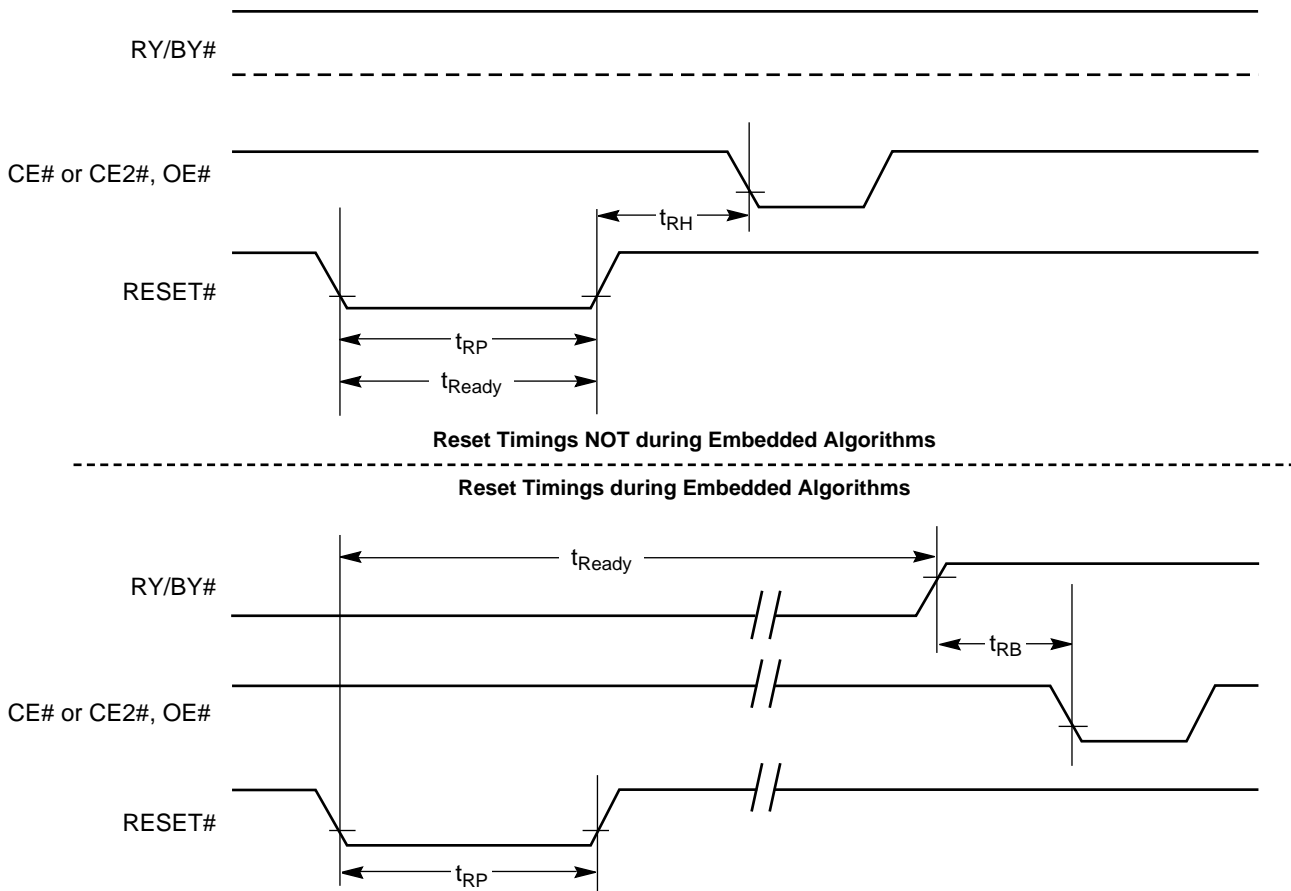 RY/BY#
CE# or CE2#, OE#
tRH
RESET#
tRP
tReady
Reset Timings NOT during Embedded Algorithms
Reset Timings during Embedded Algorithms
tReady
RY/BY#
tRB
CE# or CE2#, OE#
RESET#
tRP